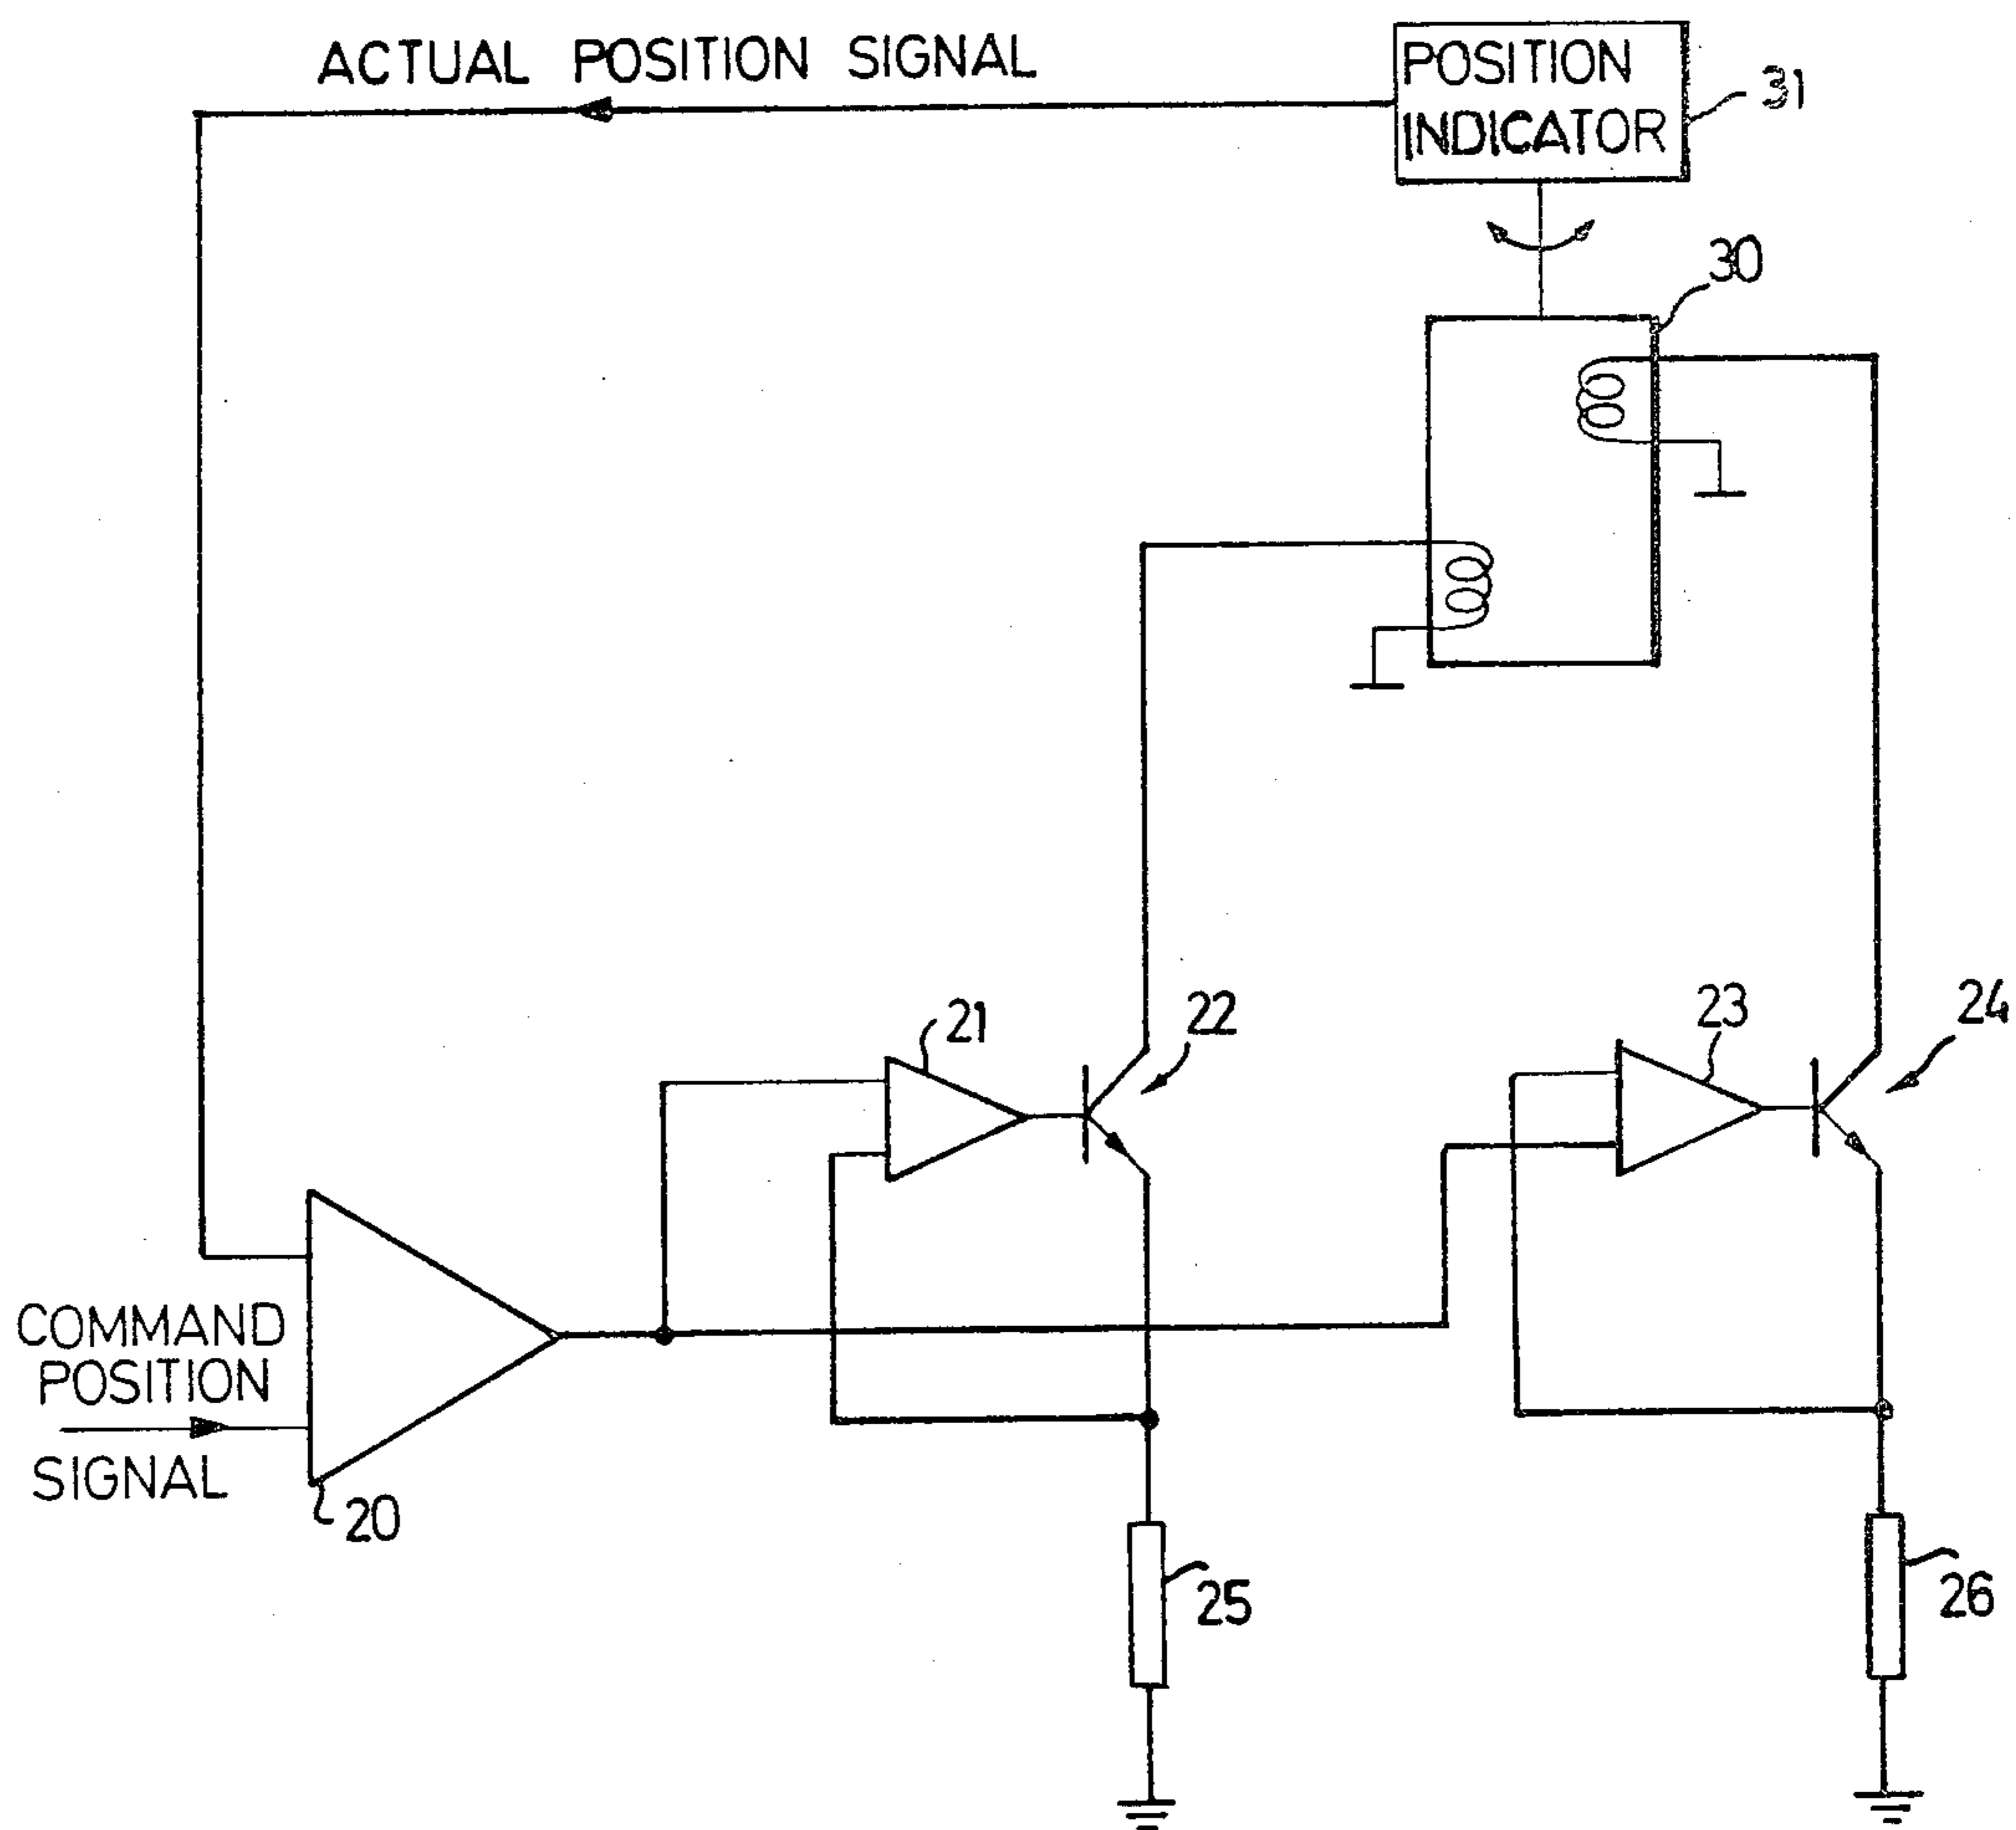 ACTUAL POSITION SIGNAL
POSITION
INDICATOR
31
30
21
22
23
24
COMMAND
POSITION
SIGNAL
20
25
26